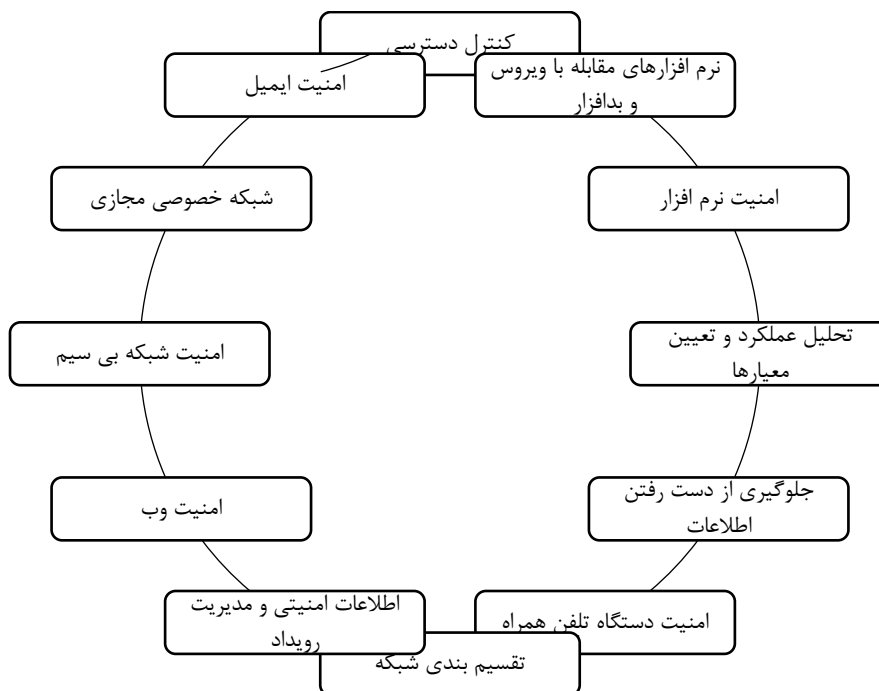 کنترل دسترسی
نرم افزارهای مقابله با ویروس
و بدافزار
امنیت نرم افزار
تحلیل عملکرد و تعیین
معیارها
جلوگیری از دست رفتن
اطلاعات
امنیت دستگاه تلفن همراه
تقسیم بندی شبکه
اطلاعات امنیتی و مدیریت
رویداد
امنیت وب
امنیت شبکه بی سیم
شبکه خصوصی مجازی
امنیت ایمیل